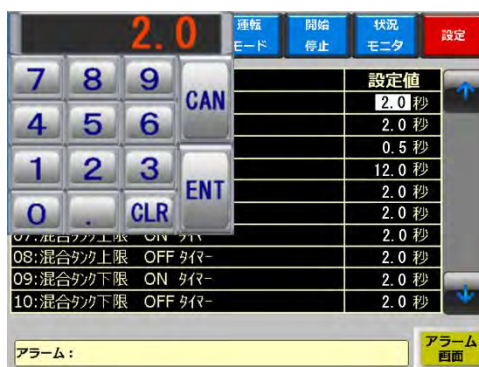 2.0
運転
モード
開始
停止
状況
モニタ
設定
7 8 9 CAN
4 5 6
1 2 3 ENT
0 . CLR
設定値
2.0 秒
2.0 秒
0.5 秒
12.0 秒
2.0 秒
2.0 秒
07:混合タンク上限 ON タイマー 2.0 秒
08:混合タンク上限 OFF タイマー 2.0 秒
09:混合タンク下限 ON タイマー 2.0 秒
10:混合タンク下限 OFF タイマー 2.0 秒
アラーム:
アラーム
画面